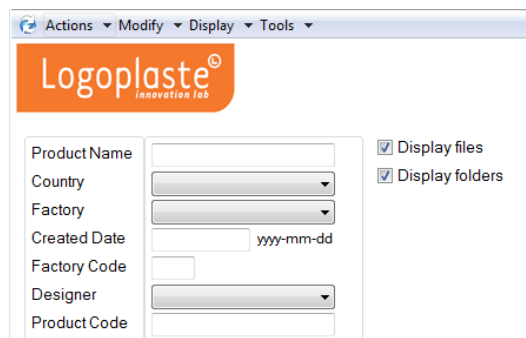 Actions Modify Display Tools
Logoplaste
innovation lab
Product Name
Display files
Country
Display folders
Factory
Created Date yyyy-mm-dd
Factory Code
Designer
Product Code